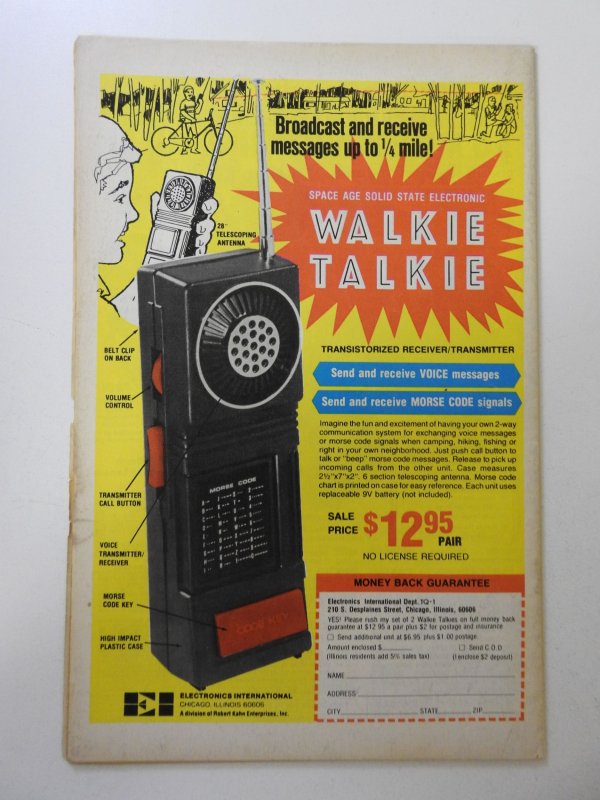 Broadcast and receive
messages up to 1/4 mile!
SPACE AGE SOLID STATE ELECTRONIC
WALKIE
TALKIE
28"
TELESCOPING
ANTENNA
BELT CLIP
ON BACK
VOLUME
CONTROL
TRANSMITTER
CALL BUTTON
VOICE
TRANSMITTER/
RECEIVER
MORSE
CODE KEY
HIGH IMPACT
PLASTIC CASE
MORSE CODE
CODE KEY
TRANSISTORIZED RECEIVER/TRANSMITTER
Send and receive VOICE messages
Send and receive MORSE CODE signals
Imagine the fun and excitement of having your own 2-way
communication system for exchanging voice messages
or morse code signals when camping, hiking, fishing or
right in your own neighborhood. Just push call button to
talk or "beep" morse code messages. Release to pick up
incoming calls from the other unit. Case measures
2½"x7"x2". 6 section telescoping antenna. Morse code
chart is printed on case for easy reference. Each unit uses
replaceable 9V battery (not included).
SALE
PRICE $12.95
PAIR
NO LICENSE REQUIRED
MONEY BACK GUARANTEE
Electronics International Dept. TQ-1
210 S. Desplaines Street, Chicago, Illinois, 60606
YES! Please rush my set of 2 Walkie Talkies on full money back
guarantee at $12.95 a pair plus $2 for postage and insurance
□ Send additional unit at $6.95 plus $1.00 postage.
Amount enclosed $ □ Send C.O.D
(Illinois residents add 5% sales tax) (I enclose $2 deposit)
NAME
ADDRESS
CITY STATE ZIP
EI
ELECTRONICS INTERNATIONAL
CHICAGO, ILLINOIS 60606
A division of Robert Kahn Enterprises, Inc.